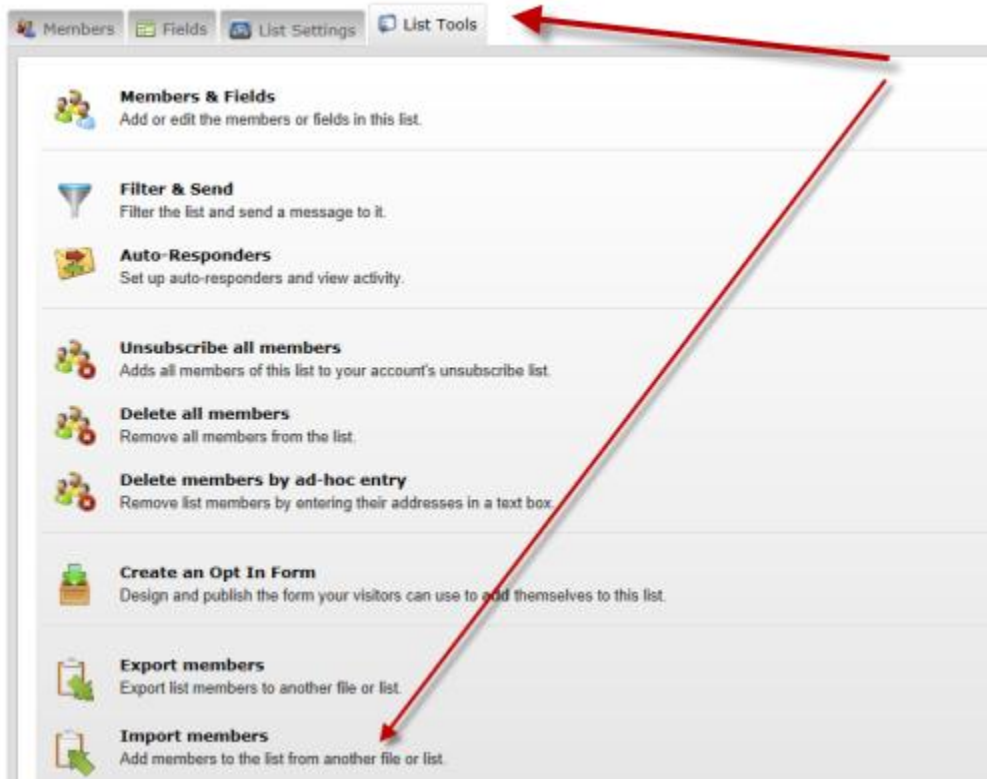 Members Fields List Settings List Tools
Members & Fields
Add or edit the members or fields in this list.
Filter & Send
Filter the list and send a message to it.
Auto-Responders
Set up auto-responders and view activity.
Unsubscribe all members
Adds all members of this list to your account's unsubscribe list.
Delete all members
Remove all members from the list.
Delete members by ad-hoc entry
Remove list members by entering their addresses in a text box.
Create an Opt In Form
Design and publish the form your visitors can use to add themselves to this list.
Export members
Export list members to another file or list.
Import members
Add members to the list from another file or list.